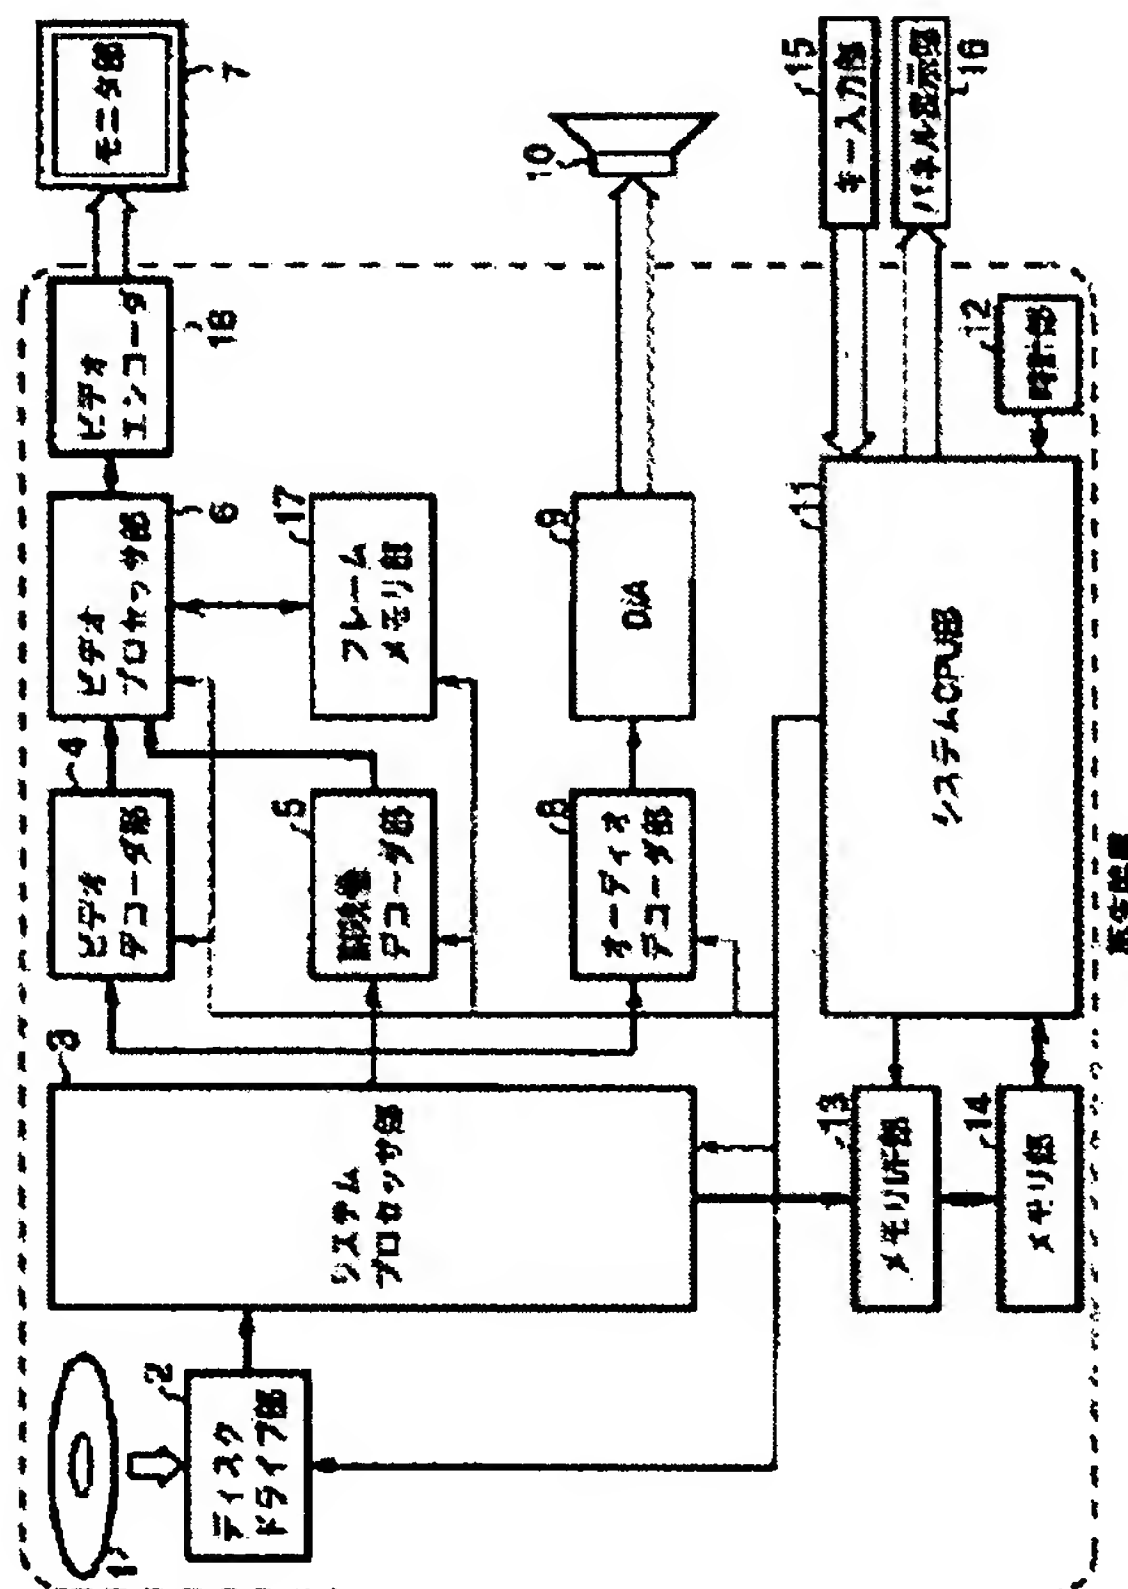 モニタ部
7
ビデオ
エンコーダ
18
ビデオ
プロセッサ部
6
フレーム
メモリ部
17
ビデオ
デコーダ部
4
副映像
デコーダ部
5
オーディオ
デコーダ部
8
D/A
9
10
キー入力部
15
パネル表示部
16
時計部
12
システムCPU部
11
システム
プロセッサ部
3
メモリI/F部
13
メモリ部
14
ディスク
ドライブ部
2
1
再生装置